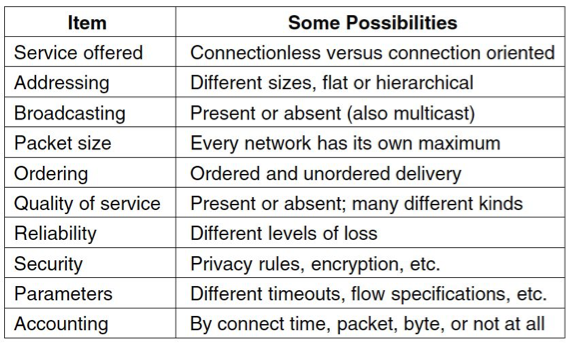 Item Some Possibilities
Service offered Connectionless versus connection oriented
Addressing Different sizes, flat or hierarchical
Broadcasting Present or absent (also multicast)
Packet size Every network has its own maximum
Ordering Ordered and unordered delivery
Quality of service Present or absent; many different kinds
Reliability Different levels of loss
Security Privacy rules, encryption, etc.
Parameters Different timeouts, flow specifications, etc.
Accounting By connect time, packet, byte, or not at all